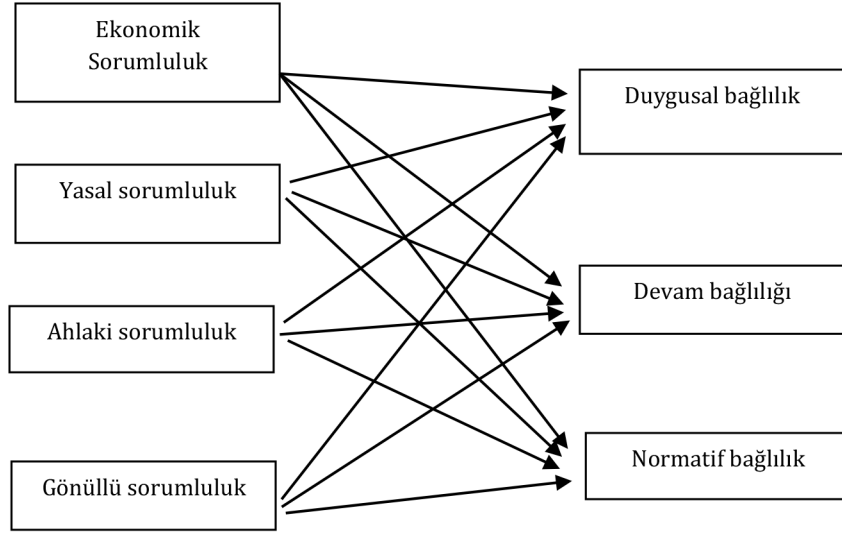 Ekonomik
Sorumluluk
Duygusal bağlılık
Yasal sorumluluk
Devam bağlılığı
Ahlaki sorumluluk
Normatif bağlılık
Gönüllü sorumluluk